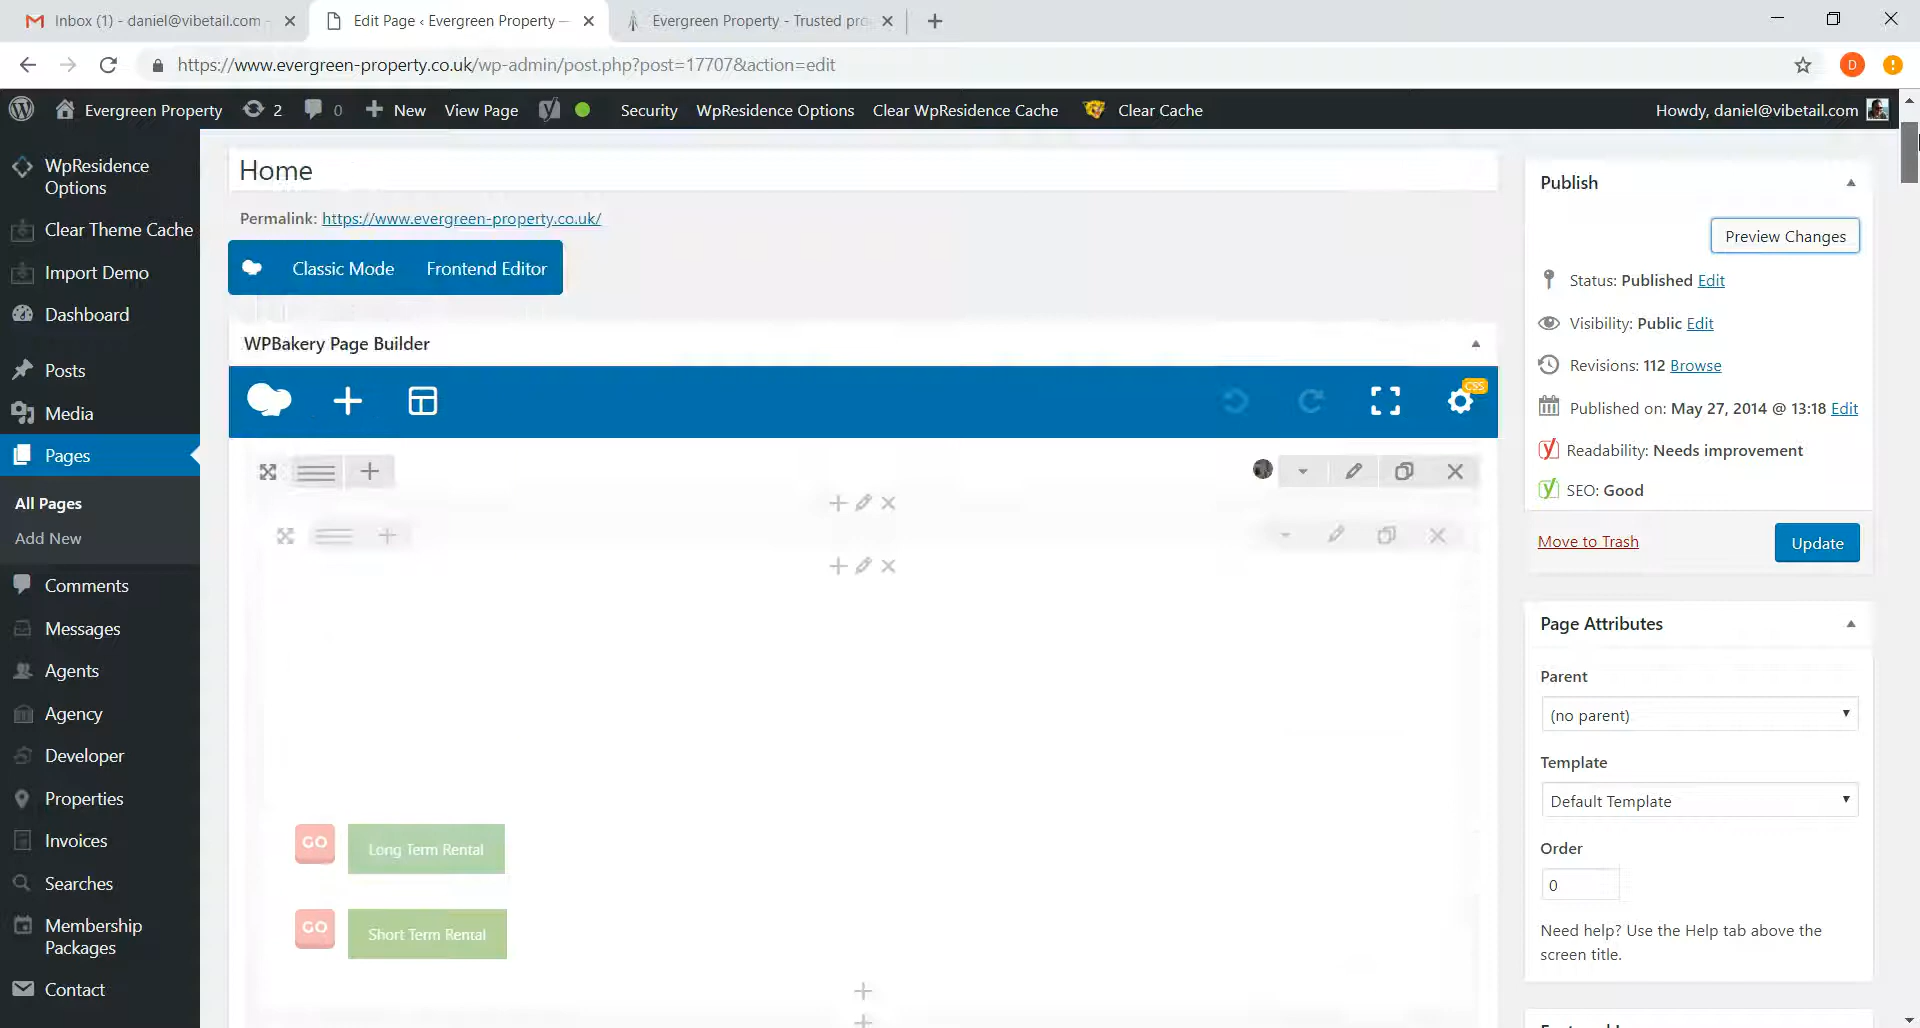 Inbox (1) - daniel@vibetail.com -
Edit Page ‹ Evergreen Property —
Evergreen Property - Trusted pro
https://www.evergreen-property.co.uk/wp-admin/post.php?post=17707&action=edit
D
Evergreen Property
2
0
New
View Page
Security
WpResidence Options
Clear WpResidence Cache
Clear Cache
Howdy, daniel@vibetail.com
WpResidence
Options
Clear Theme Cache
Import Demo
Dashboard
Posts
Media
Pages
All Pages
Add New
Comments
Messages
Agents
Agency
Developer
Properties
Invoices
Searches
Membership
Packages
Contact
Home
Permalink: https://www.evergreen-property.co.uk/
Classic Mode
Frontend Editor
WPBakery Page Builder
CSS
GO
Long Term Rental
GO
Short Term Rental
Publish
Preview Changes
Status: Published Edit
Visibility: Public Edit
Revisions: 112 Browse
Published on: May 27, 2014 @ 13:18 Edit
Readability: Needs improvement
SEO: Good
Move to Trash
Update
Page Attributes
Parent
(no parent)
Template
Default Template
Order
0
Need help? Use the Help tab above the
screen title.